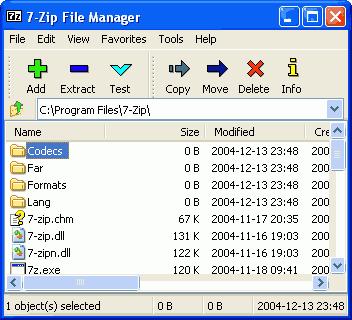 7z 7-Zip File Manager
File Edit View Favorites Tools Help
Add Extract Test Copy Move Delete Info
C:\Program Files\7-Zip\
Name Size Modified Cre
Codecs 0 B 2004-12-13 23:48 200
Far 0 B 2004-12-13 23:48 200
Formats 0 B 2004-12-13 23:48 200
Lang 0 B 2004-12-13 23:48 200
7-zip.chm 67 K 2004-11-17 20:35 200
7-zip.dll 131 K 2004-11-16 19:03 200
7-zipn.dll 122 K 2004-11-16 19:03 200
7z.exe 120 K 2004-11-18 09:41 200
1 object(s) selected 0 B 0 B 2004-12-13 23:48